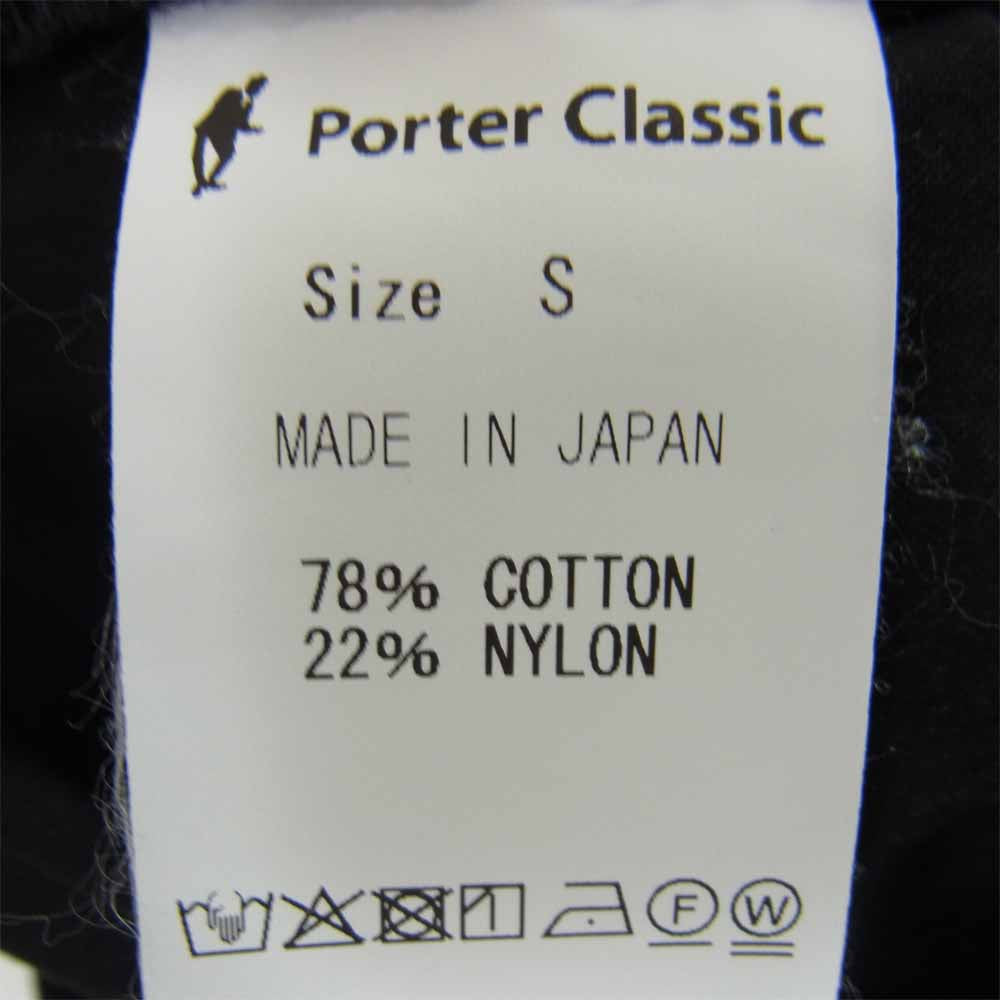 Porter Classic
Size S
MADE IN JAPAN
78% COTTON
22% NYLON
F W